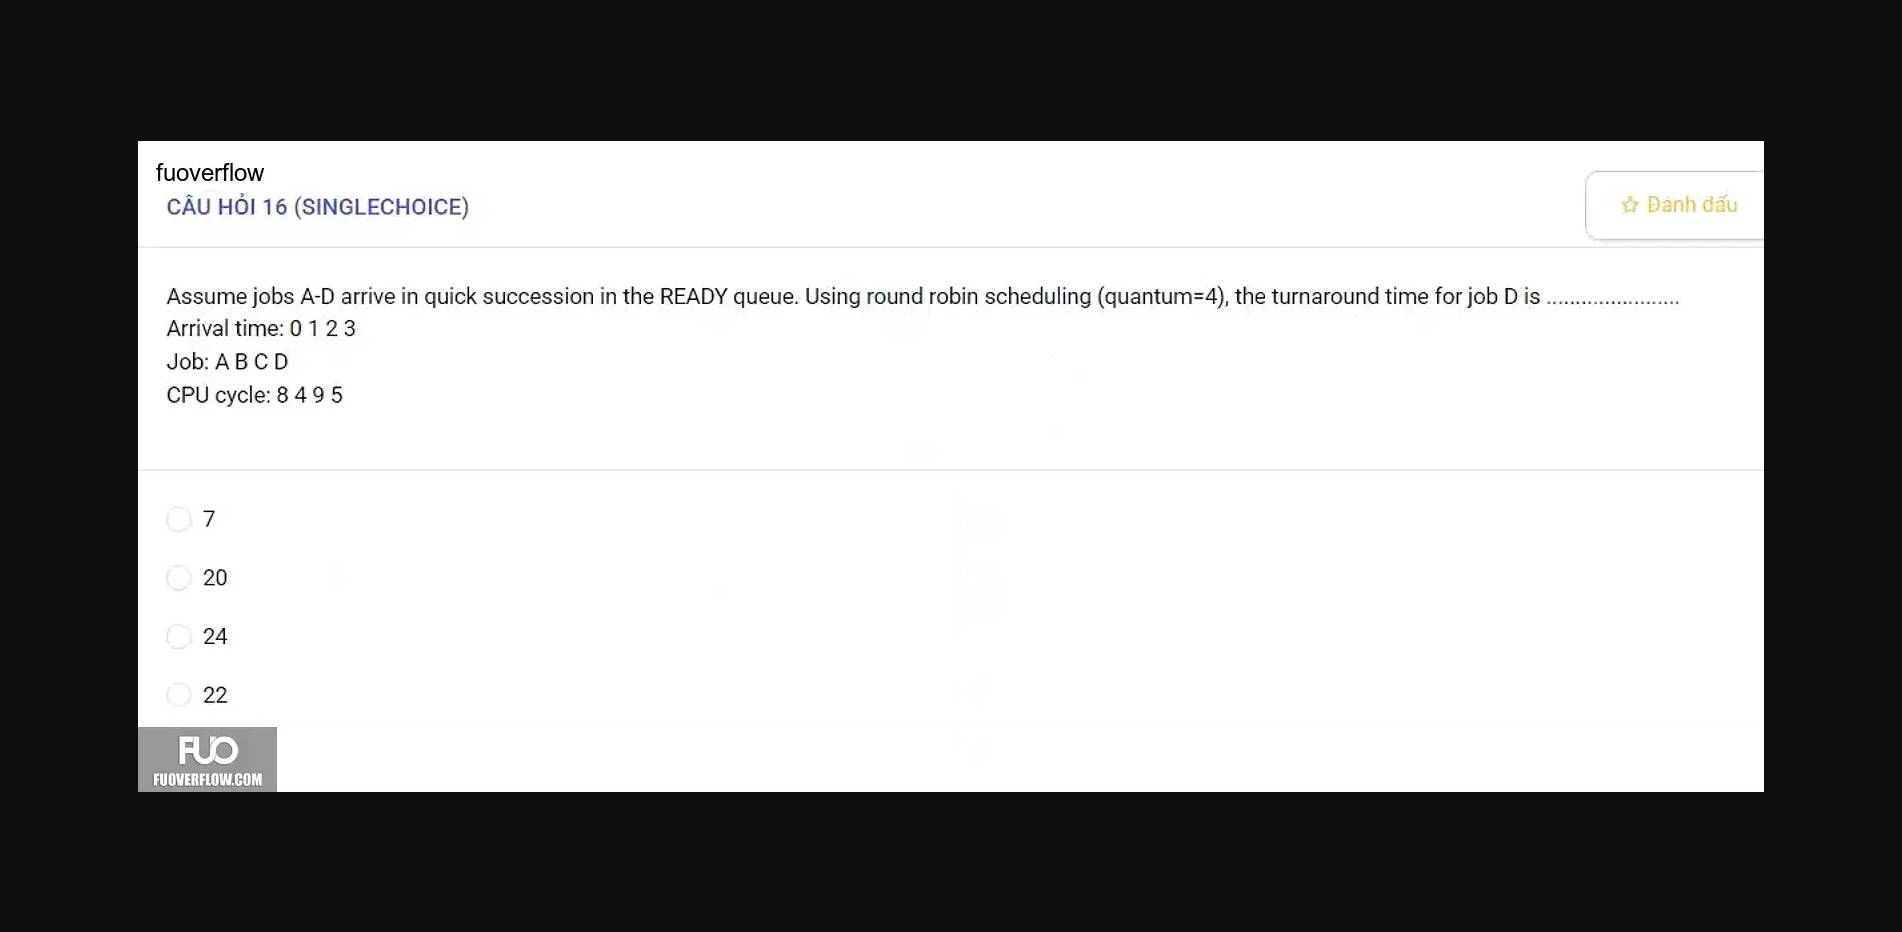 fuoverflow
CÂU HỎI 16 (SINGLECHOICE)
Đánh dấu
Assume jobs A-D arrive in quick succession in the READY queue. Using round robin scheduling (quantum=4), the turnaround time for job D is .......................
Arrival time: 0 1 2 3
Job: A B C D
CPU cycle: 8 4 9 5
7
20
24
22
FUO
FUOVERFLOW.COM